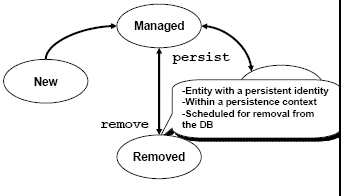 Managed
New
persist
-Entity with a persistent identity
-Within a persistence context
-Scheduled for removal from
the DB
remove
Removed